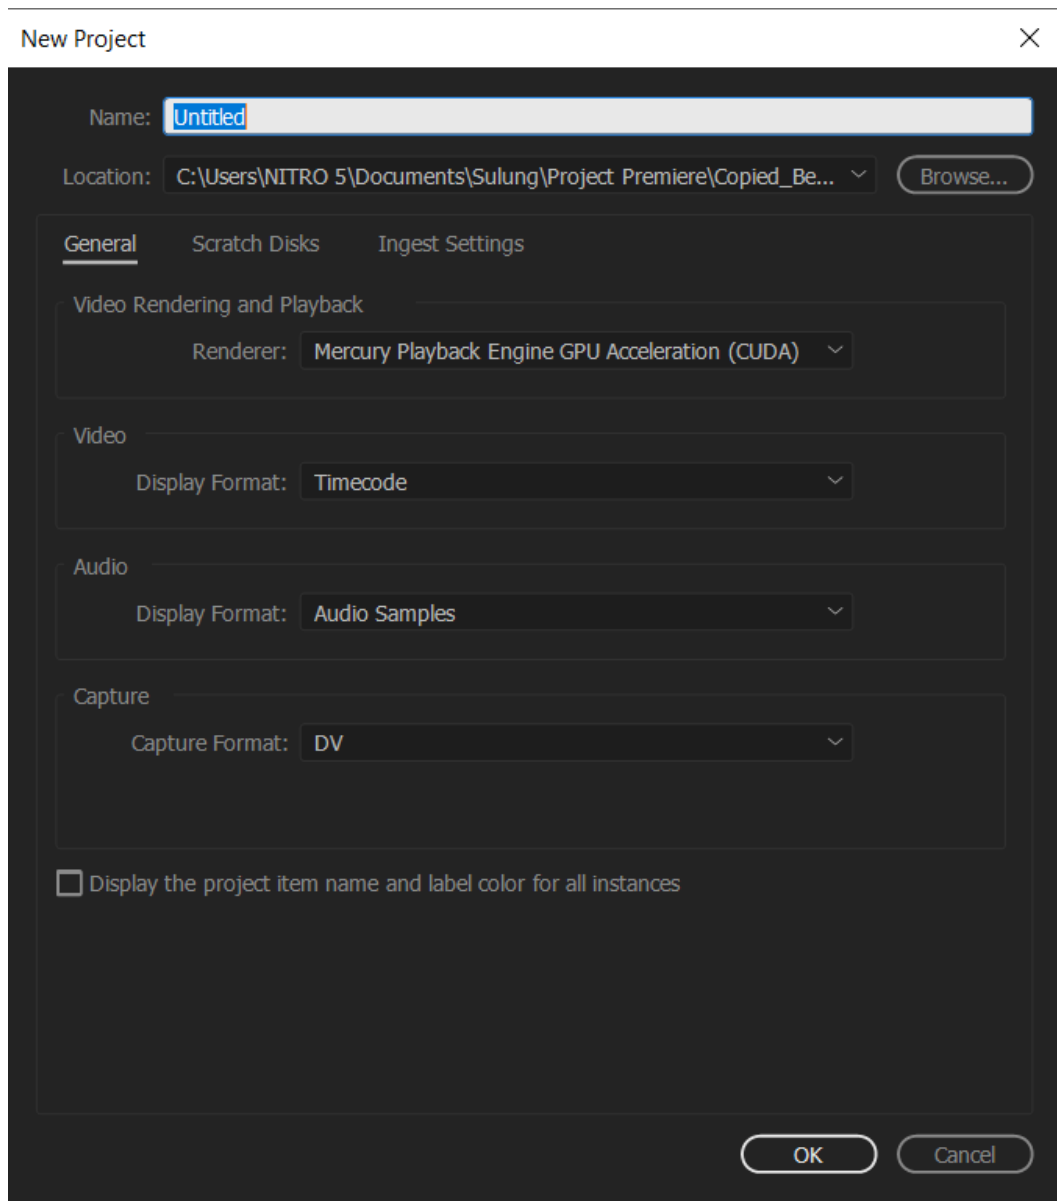 New Project
Name: Untitled
Location: C:\Users\NITRO 5\Documents\Sulung\Project Premiere\Copied_Be... Browse...
General Scratch Disks Ingest Settings
Video Rendering and Playback
Renderer: Mercury Playback Engine GPU Acceleration (CUDA)
Video
Display Format: Timecode
Audio
Display Format: Audio Samples
Capture
Capture Format: DV
Display the project item name and label color for all instances
OK Cancel